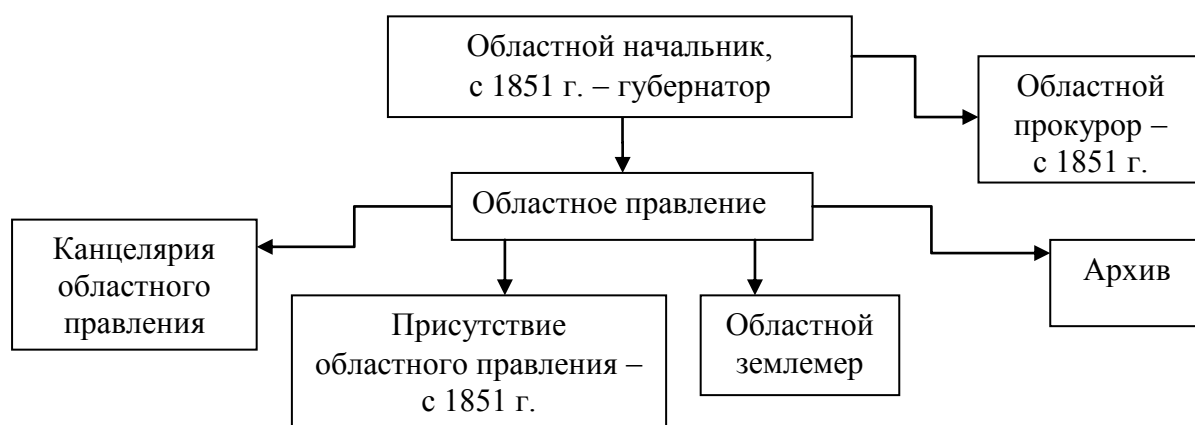 Областной начальник,
с 1851 г. – губернатор
Областной
прокурор –
с 1851 г.
Областное правление
Канцелярия
областного
правления
Присутствие
областного правления –
с 1851 г.
Областной
землемер
Архив